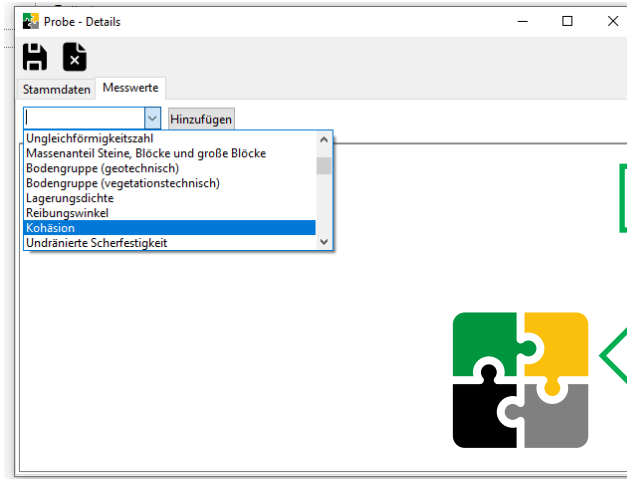 Probe - Details
Stammdaten Messwerte
Hinzufügen
Ungleichförmigkeitszahl
Massenanteil Steine, Blöcke und große Blöcke
Bodengruppe (geotechnisch)
Bodengruppe (vegetationstechnisch)
Lagerungsdichte
Reibungswinkel
Kohäsion
Undränierte Scherfestigkeit